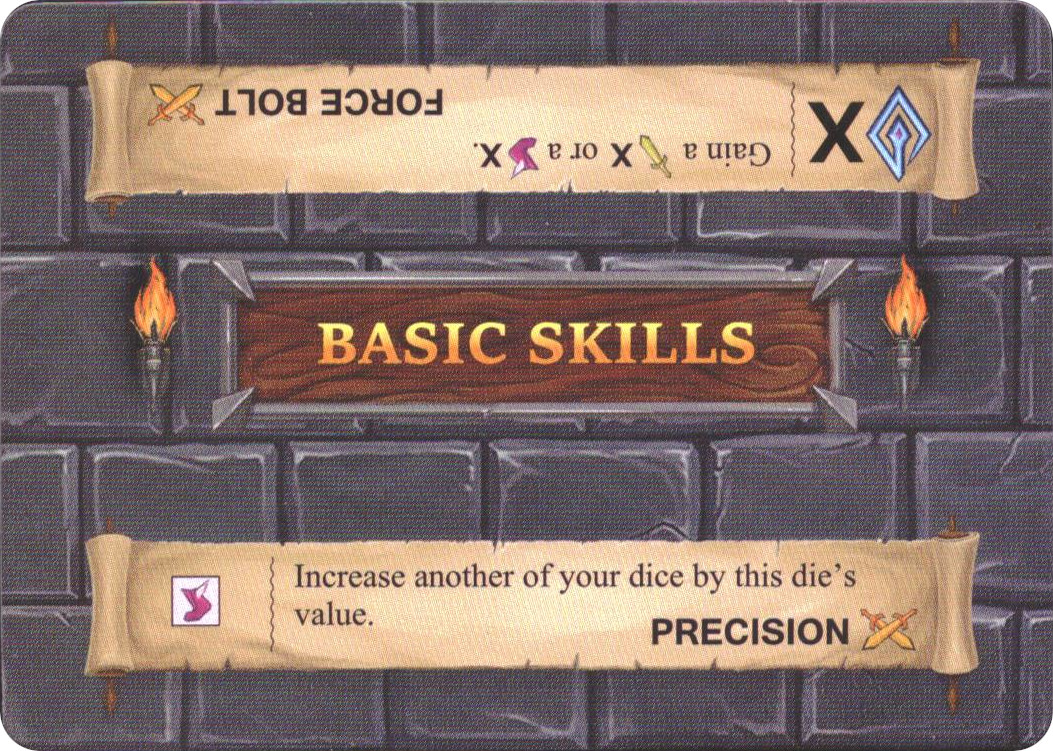 FORCE BOLT
Gain a X or a X.
X
BASIC SKILLS
Increase another of your dice by this die's
value.
PRECISION